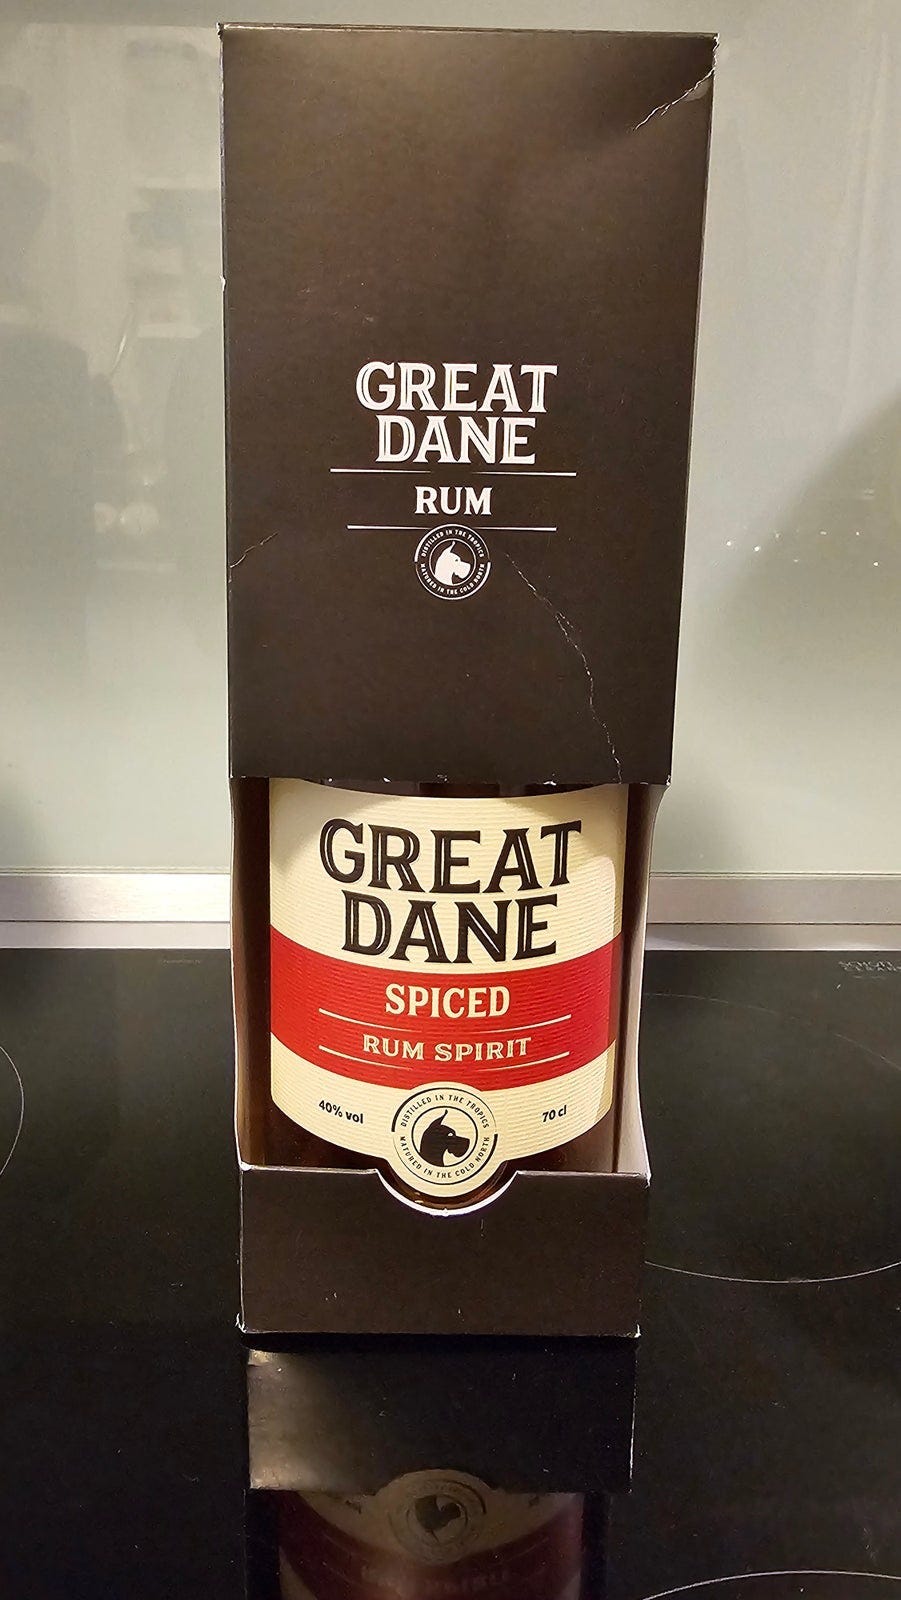 GREAT
DANE
RUM
DISTILLED IN THE TROPICS
MATURED IN THE COLD NORTH
GREAT
DANE
SPICED
RUM SPIRIT
40% vol
70 cl
DISTILLED IN THE TROPICS
MATURED IN THE COLD NORTH